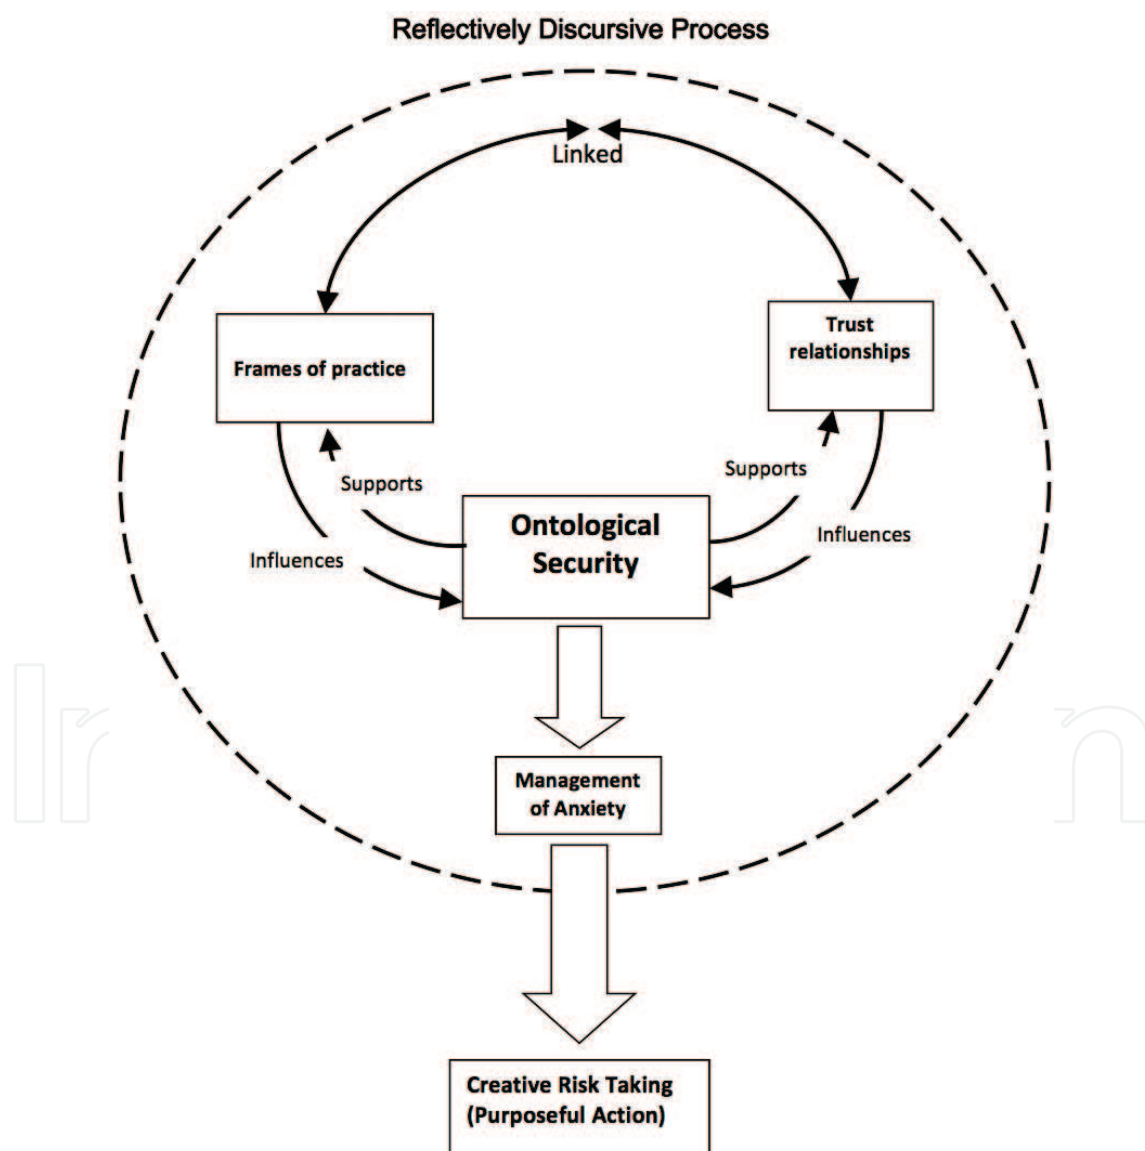 Reflectively Discursive Process
Linked
Frames of practice
Trust
relationships
Supports
Supports
Influences
Influences
Ontological
Security
Management
of Anxiety
Creative Risk Taking
(Purposeful Action)